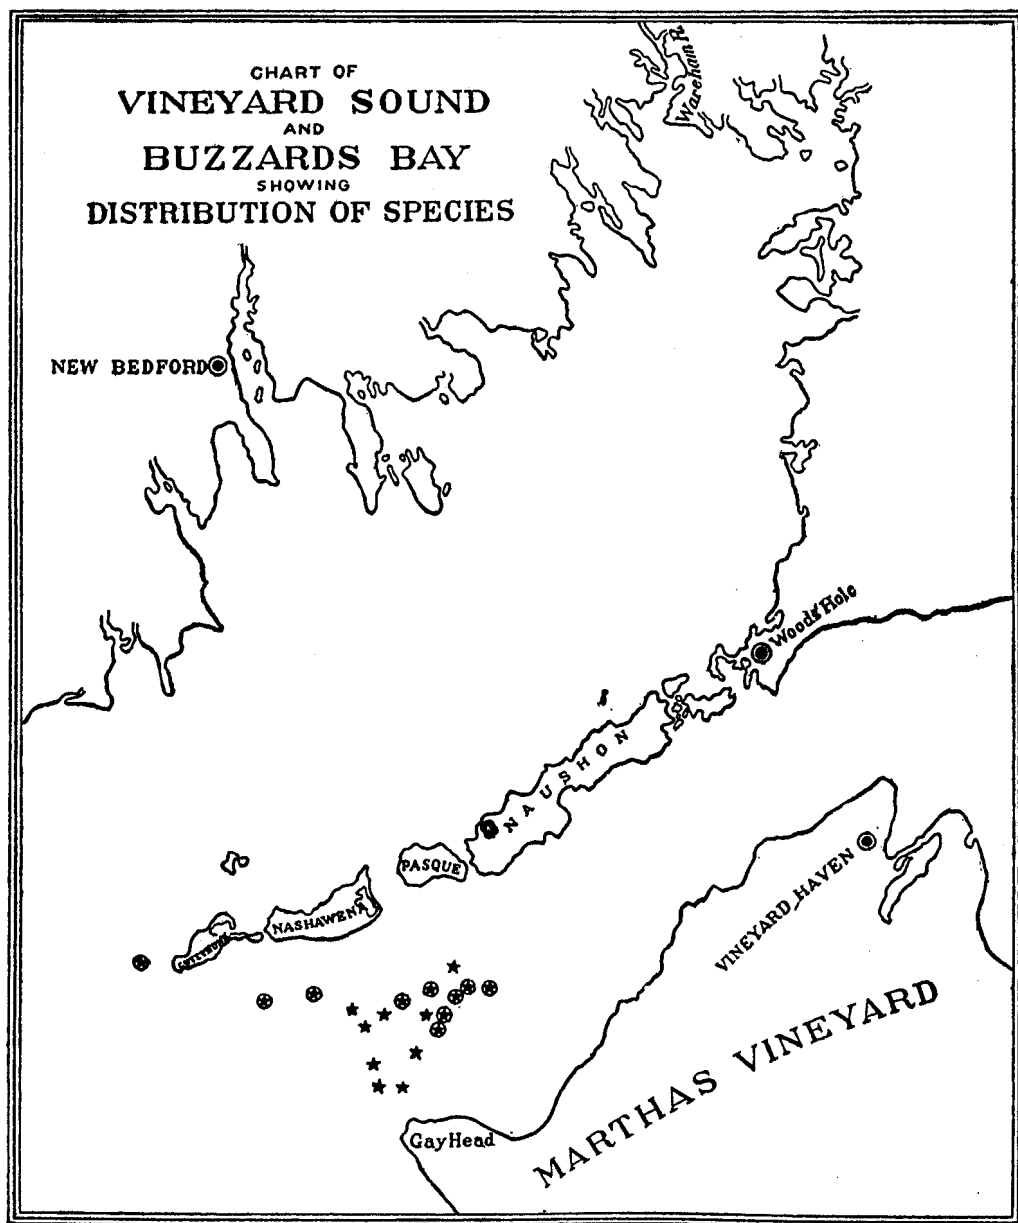 CHART OF
VINEYARD SOUND
AND
BUZZARDS BAY
SHOWING
DISTRIBUTION OF SPECIES
Wareham R.
NEW BEDFORD
Woods Hole
NAUSHON
PASQUE
NASHAWENA
VINEYARD HAVEN
MARTHAS VINEYARD
Gay Head